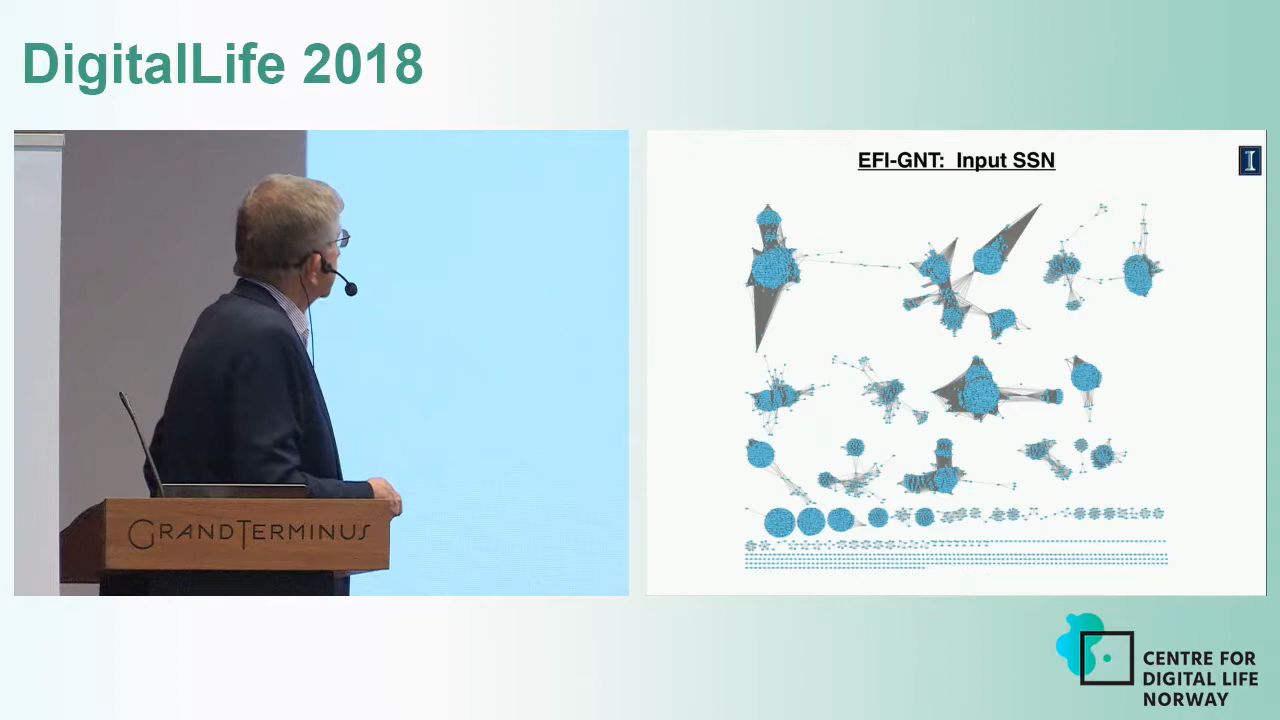 DigitalLife 2018
EFI-GNT: Input SSN
I
GRANDTERMINUS
CENTRE FOR
DIGITAL LIFE
NORWAY